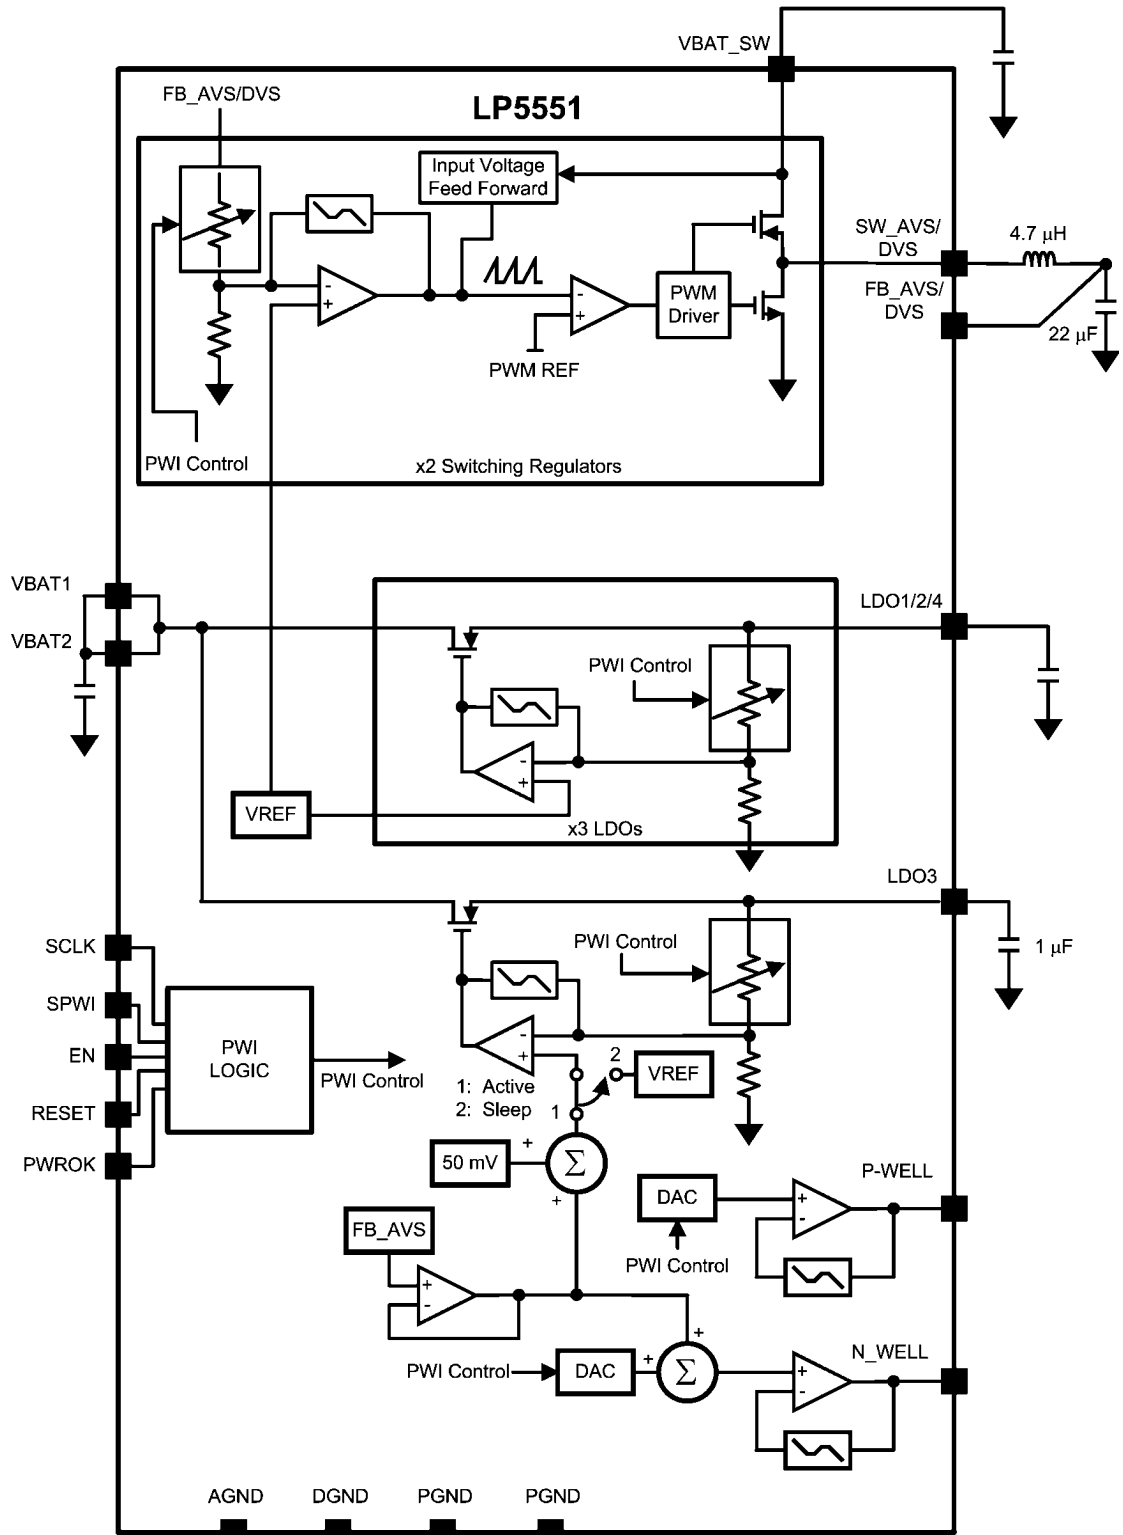 VBAT_SW
FB_AVS/DVS
LP5551
Input Voltage
Feed Forward
SW_AVS/
DVS
4.7 µH
FB_AVS/
DVS
-
+
-
+
PWM
Driver
22 µF
PWM REF
PWI Control
x2 Switching Regulators
VBAT1
VBAT2
LDO1/2/4
PWI Control
-
+
VREF
x3 LDOs
LDO3
SCLK
PWI Control
1 µF
SPWI
EN
PWI
LOGIC
PWI Control
-
+
2
VREF
1: Active
2: Sleep
1
RESET
PWROK
+
50 mV
Σ
+
P-WELL
DAC
+
-
PWI Control
FB_AVS
+
-
+
N_WELL
PWI Control
DAC
+
Σ
+
-
AGND
DGND
PGND
PGND